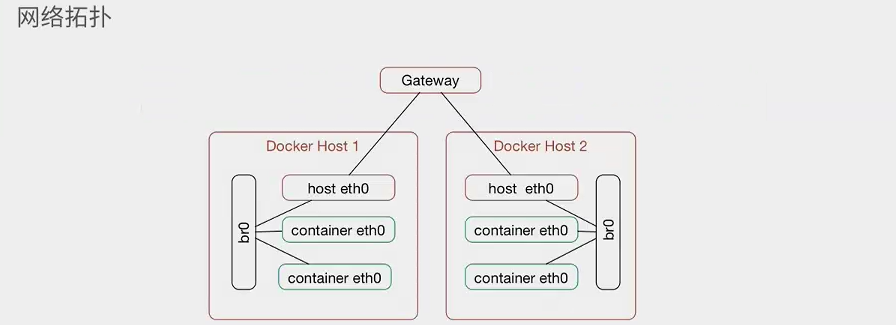 网络拓扑
Gateway
Docker Host 1
host eth0
br0
container eth0
container eth0
Docker Host 2
host eth0
container eth0
br0
container eth0